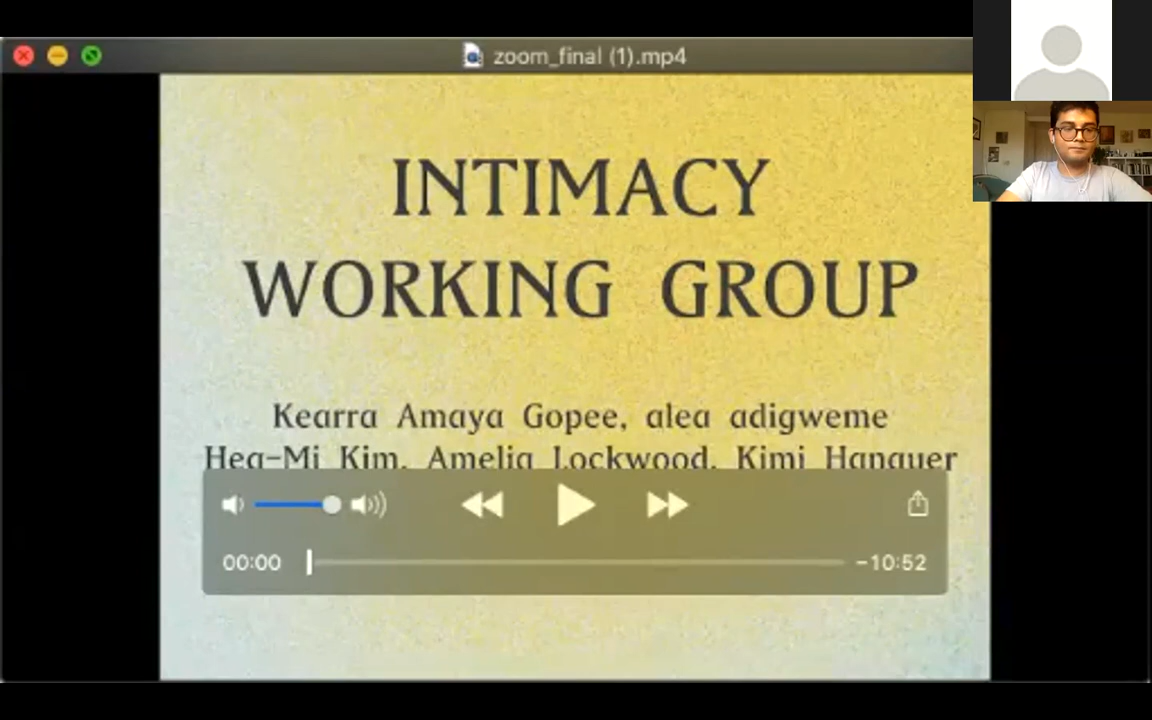 zoom_final (1).mp4
INTIMACY
WORKING GROUP
Kearra Amaya Gopee, alea adigweme
Hea-Mi Kim, Amelia Lockwood, Kimi Hanauer
00:00 -10:52